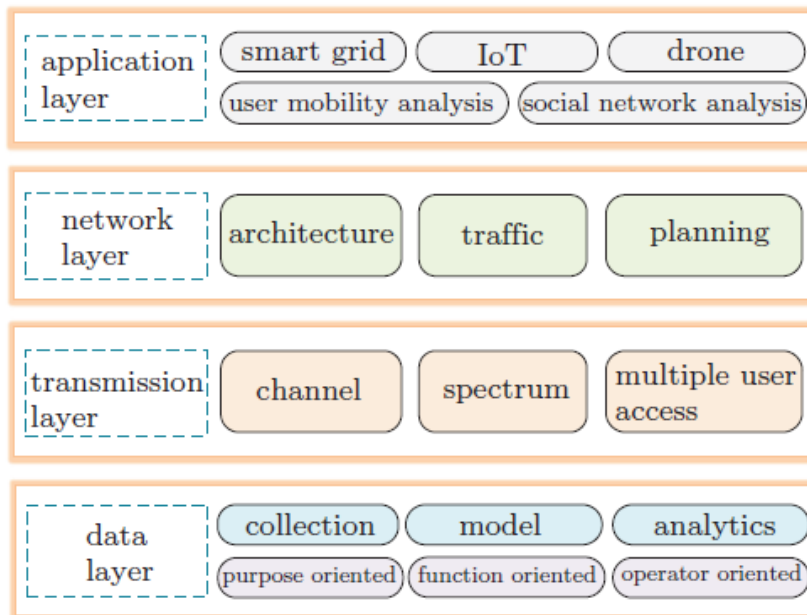 application
layer
smart grid
IoT
drone
user mobility analysis
social network analysis
network
layer
architecture
traffic
planning
transmission
layer
channel
spectrum
multiple user
access
data
layer
collection
model
analytics
purpose oriented
function oriented
operator oriented